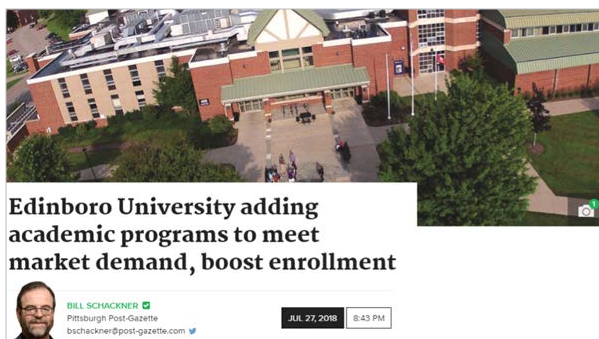 1
Edinboro University adding
academic programs to meet
market demand, boost enrollment
BILL SCHACKNER
Pittsburgh Post-Gazette
bschackner@post-gazette.com
JUL 27, 2018 8:43 PM